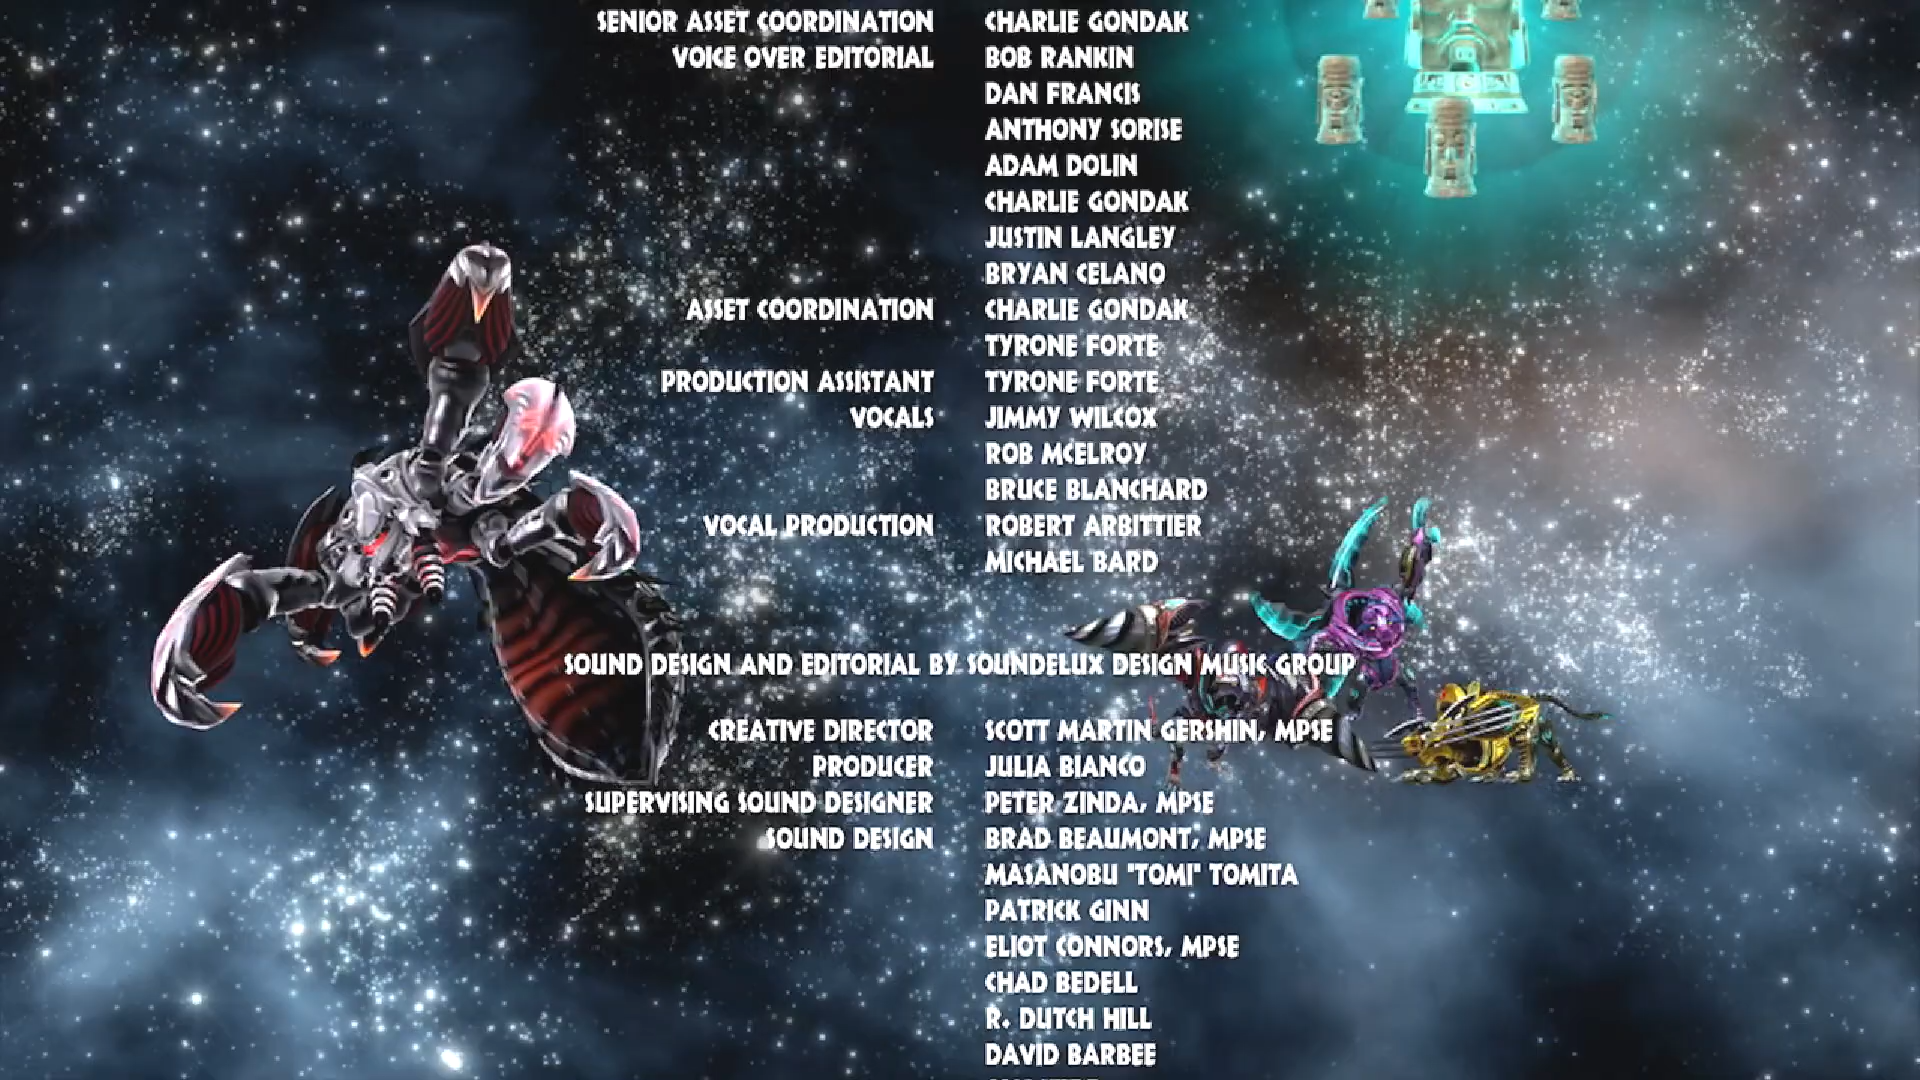 SENIOR ASSET COORDINATION CHARLIE GONDAK
VOICE OVER EDITORIAL BOB RANKIN
DAN FRANCIS
ANTHONY SORISE
ADAM DOLIN
CHARLIE GONDAK
JUSTIN LANGLEY
BRYAN CELANO
ASSET COORDINATION CHARLIE GONDAK
TYRONE FORTE
PRODUCTION ASSISTANT TYRONE FORTE
VOCALS JIMMY WILCOX
ROB MCELROY
BRUCE BLANCHARD
VOCAL PRODUCTION ROBERT ARBITTIER
MICHAEL BARD
SOUND DESIGN AND EDITORIAL BY SOUNDELUX DESIGN MUSIC GROUP
CREATIVE DIRECTOR SCOTT MARTIN GERSHIN, MPSE
PRODUCER JULIA BIANCO
SUPERVISING SOUND DESIGNER PETER ZINDA, MPSE
SOUND DESIGN BRAD BEAUMONT, MPSE
MASANOBU "TOMI" TOMITA
PATRICK GINN
ELIOT CONNORS, MPSE
CHAD BEDELL
R. DUTCH HILL
DAVID BARBEE